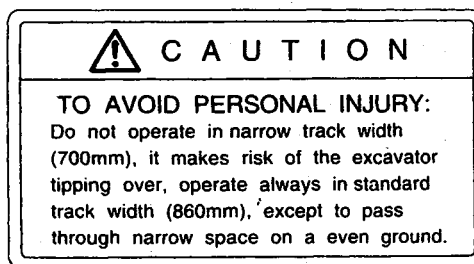 CAUTION
TO AVOID PERSONAL INJURY:
Do not operate in narrow track width
(700mm), it makes risk of the excavator
tipping over, operate always in standard
track width (860mm), except to pass
through narrow space on a even ground.